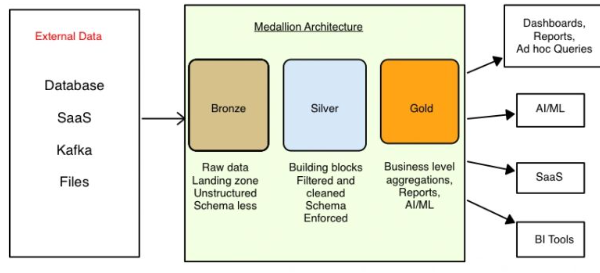 External Data
Database
SaaS
Kafka
Files
Medallion Architecture
Bronze
Raw data
Landing zone
Unstructured
Schema less
Silver
Building blocks
Filtered and
cleaned
Schema
Enforced
Gold
Business level
aggregations,
Reports,
AI/ML
Dashboards,
Reports,
Ad hoc Queries
AI/ML
SaaS
BI Tools